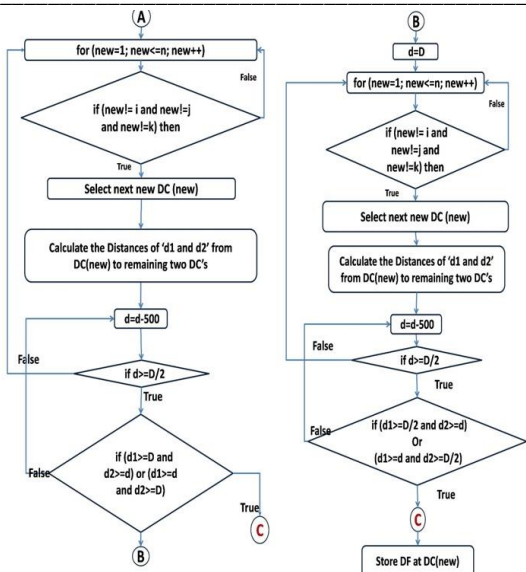 A
for (new=1; new<=n; new++)
False
if (new!= i and new!=j
and new!=k) then
True
Select next new DC (new)
Calculate the Distances of 'd1 and d2' from
DC(new) to remaining two DC's
d=d-500
False
if d>=D/2
True
if (d1>=D and
d2>=d) or (d1>=d
and d2>=D)
False
True
C
B
B
d=D
for (new=1; new<=n; new++)
False
if (new!= i and
new!=j and
new!=k) then
True
Select next new DC (new)
Calculate the Distances of 'd1 and d2'
from DC(new) to remaining two DC's
d=d-500
False
if d>=D/2
True
if (d1>=D/2 and d2>=d)
Or
(d1>=d and d2>=D/2)
False
True
C
Store DF at DC(new)